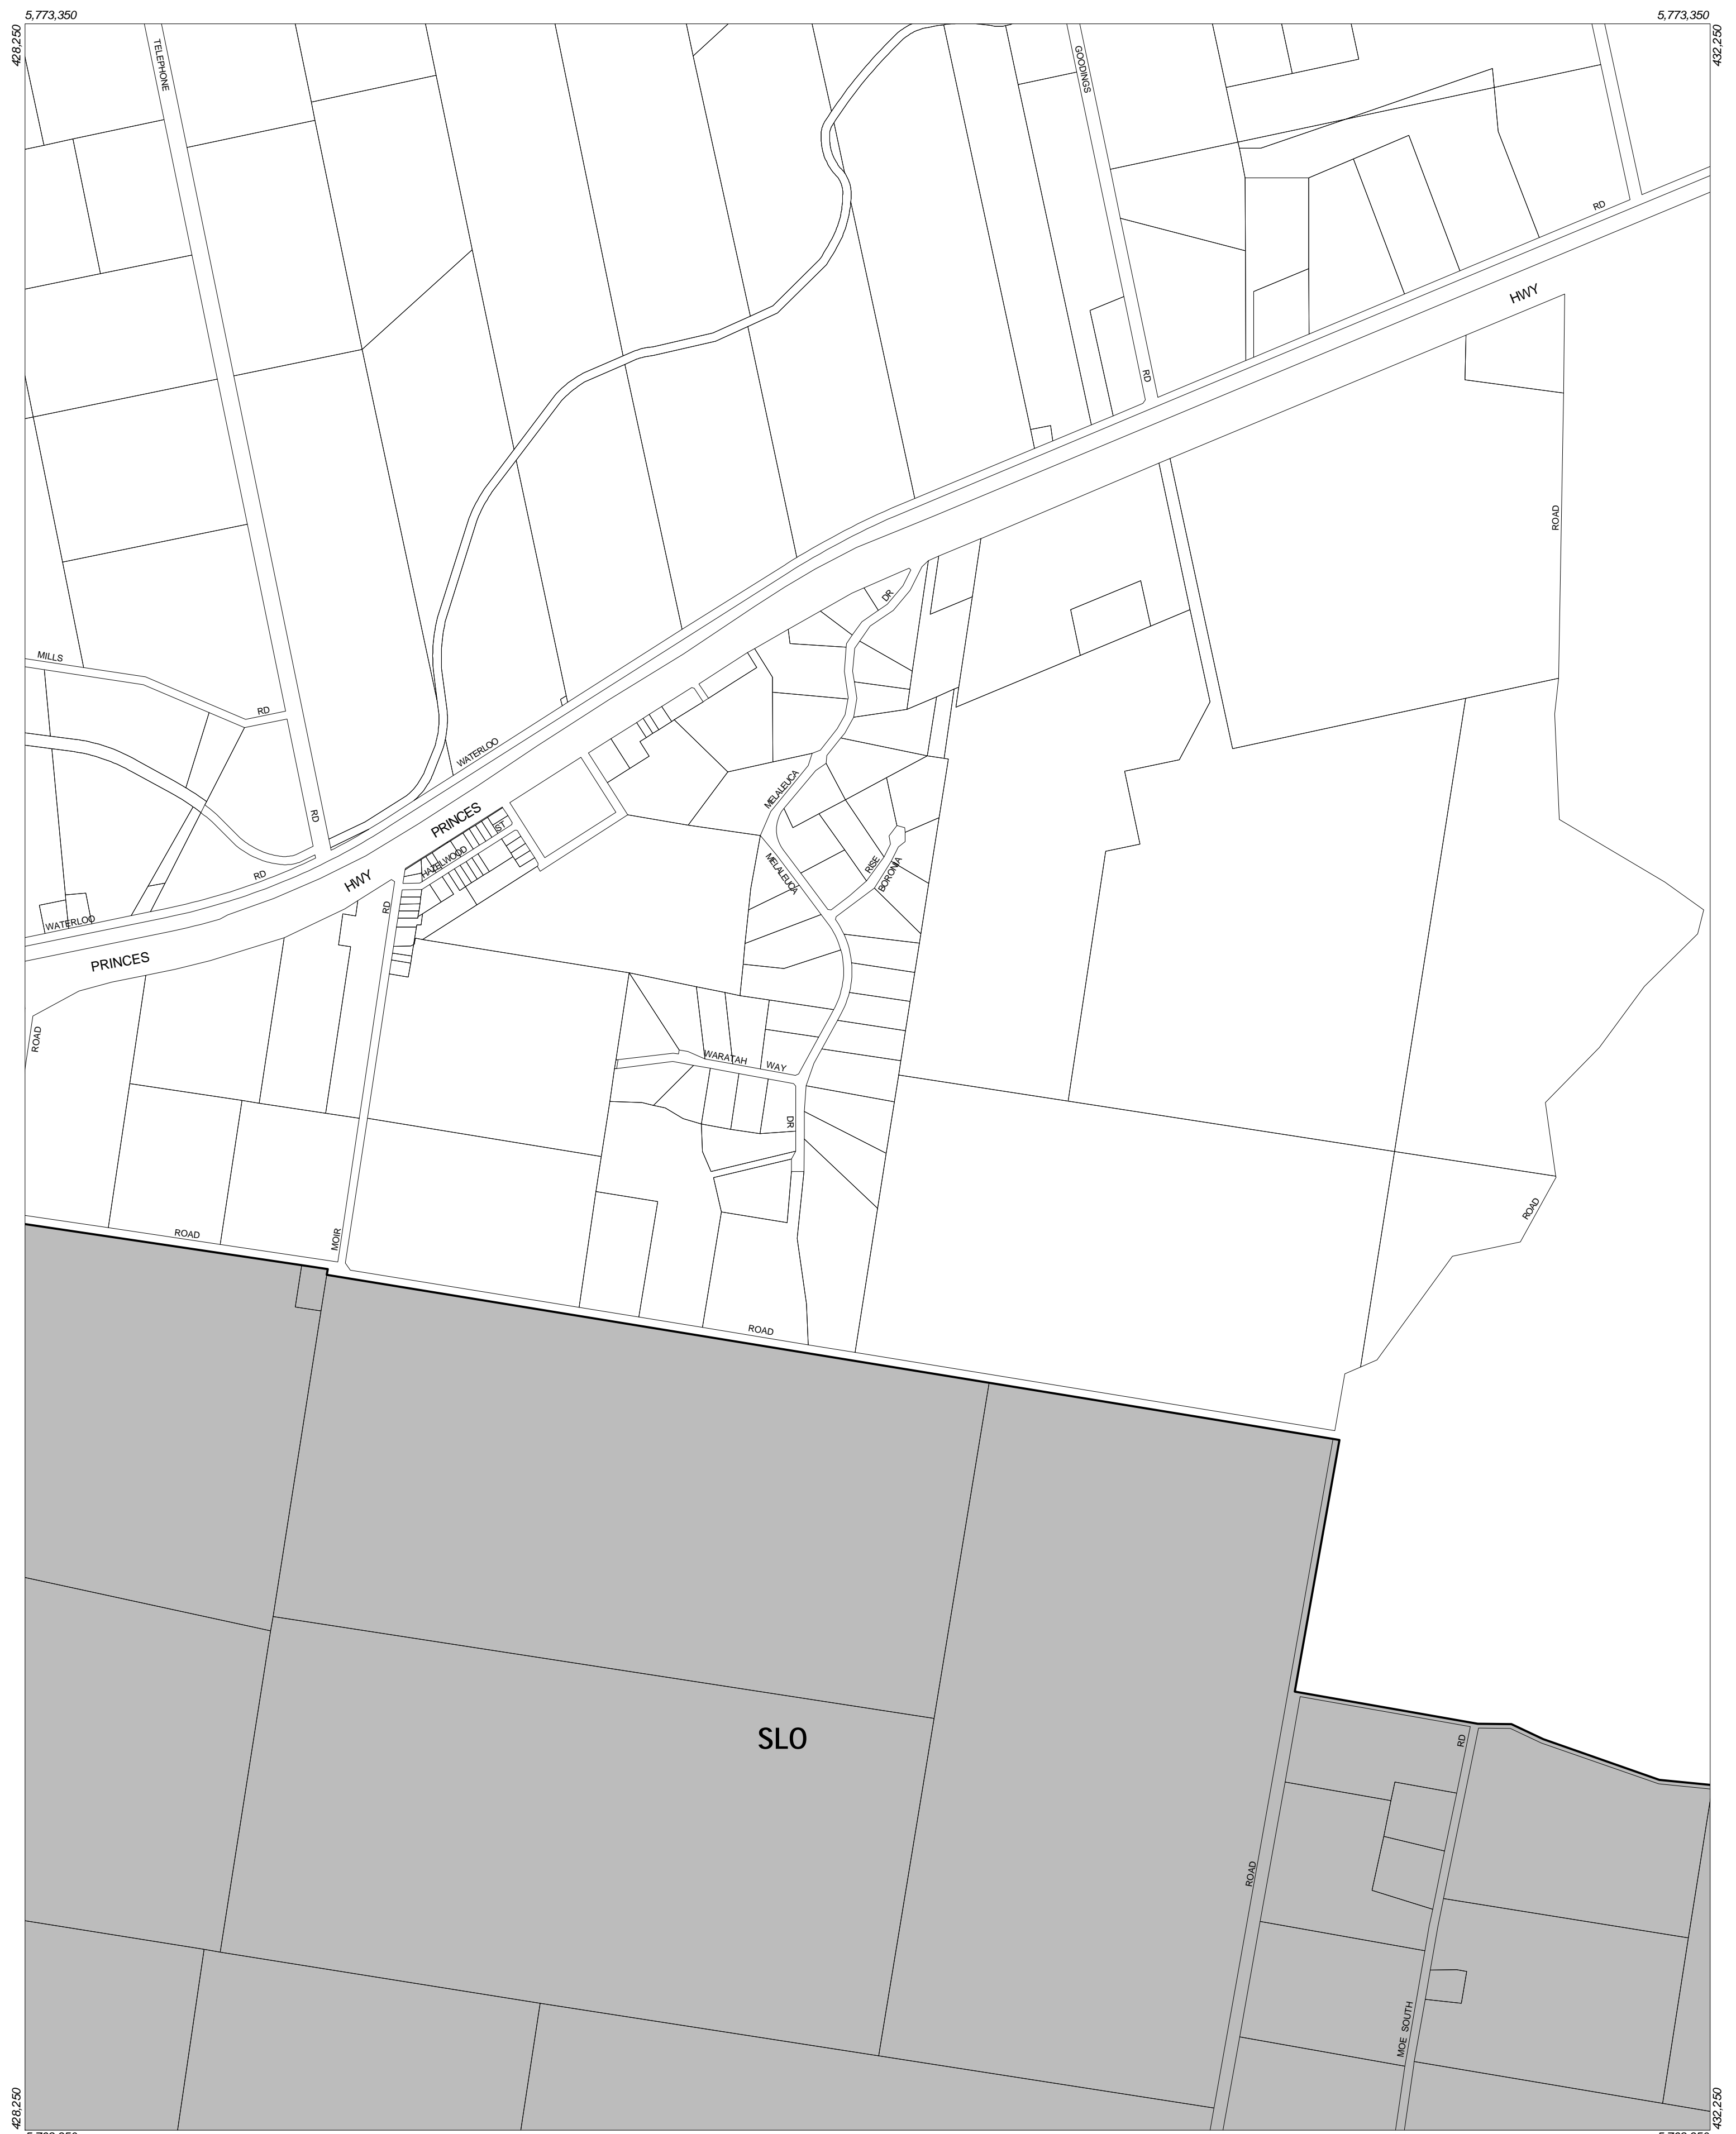 5,773,350
5,773,350
428,250
432,250
TELEPHONE
GOODINGS
RD
HWY
RD
ROAD
DR
MILLS
RD
WATERLOO
MELALEUCA
RD
PRINCES
ST
HAZELWOOD
MELALEUCA
RISE
BORONIA
RD
HWY
RD
WATERLOO
PRINCES
ROAD
WARATAH WAY
DR
ROAD
ROAD
MOIR
ROAD
SLO
RD
ROAD
MOE SOUTH
428,250
432,250